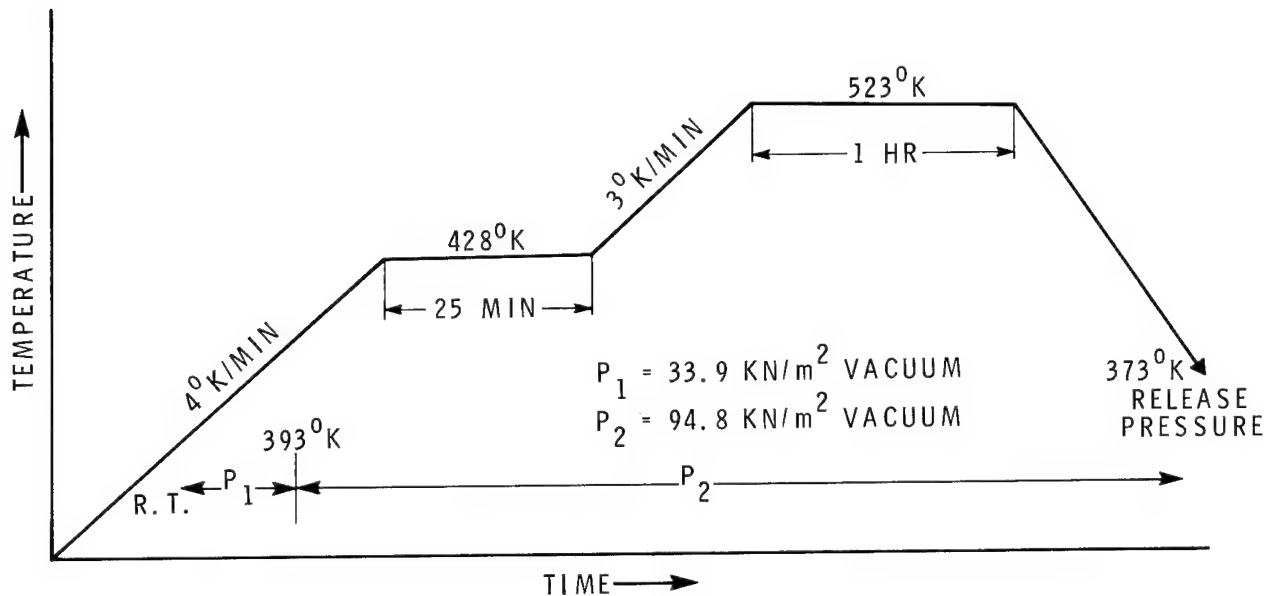 523⁰K
1 HR
3⁰K/MIN
TEMPERATURE
428⁰K
25 MIN
4⁰K/MIN
P₁ = 33.9 KN/m² VACUUM
P₂ = 94.8 KN/m² VACUUM
373⁰K
RELEASE
PRESSURE
393⁰K
R.T.
P₁
P₂
TIME